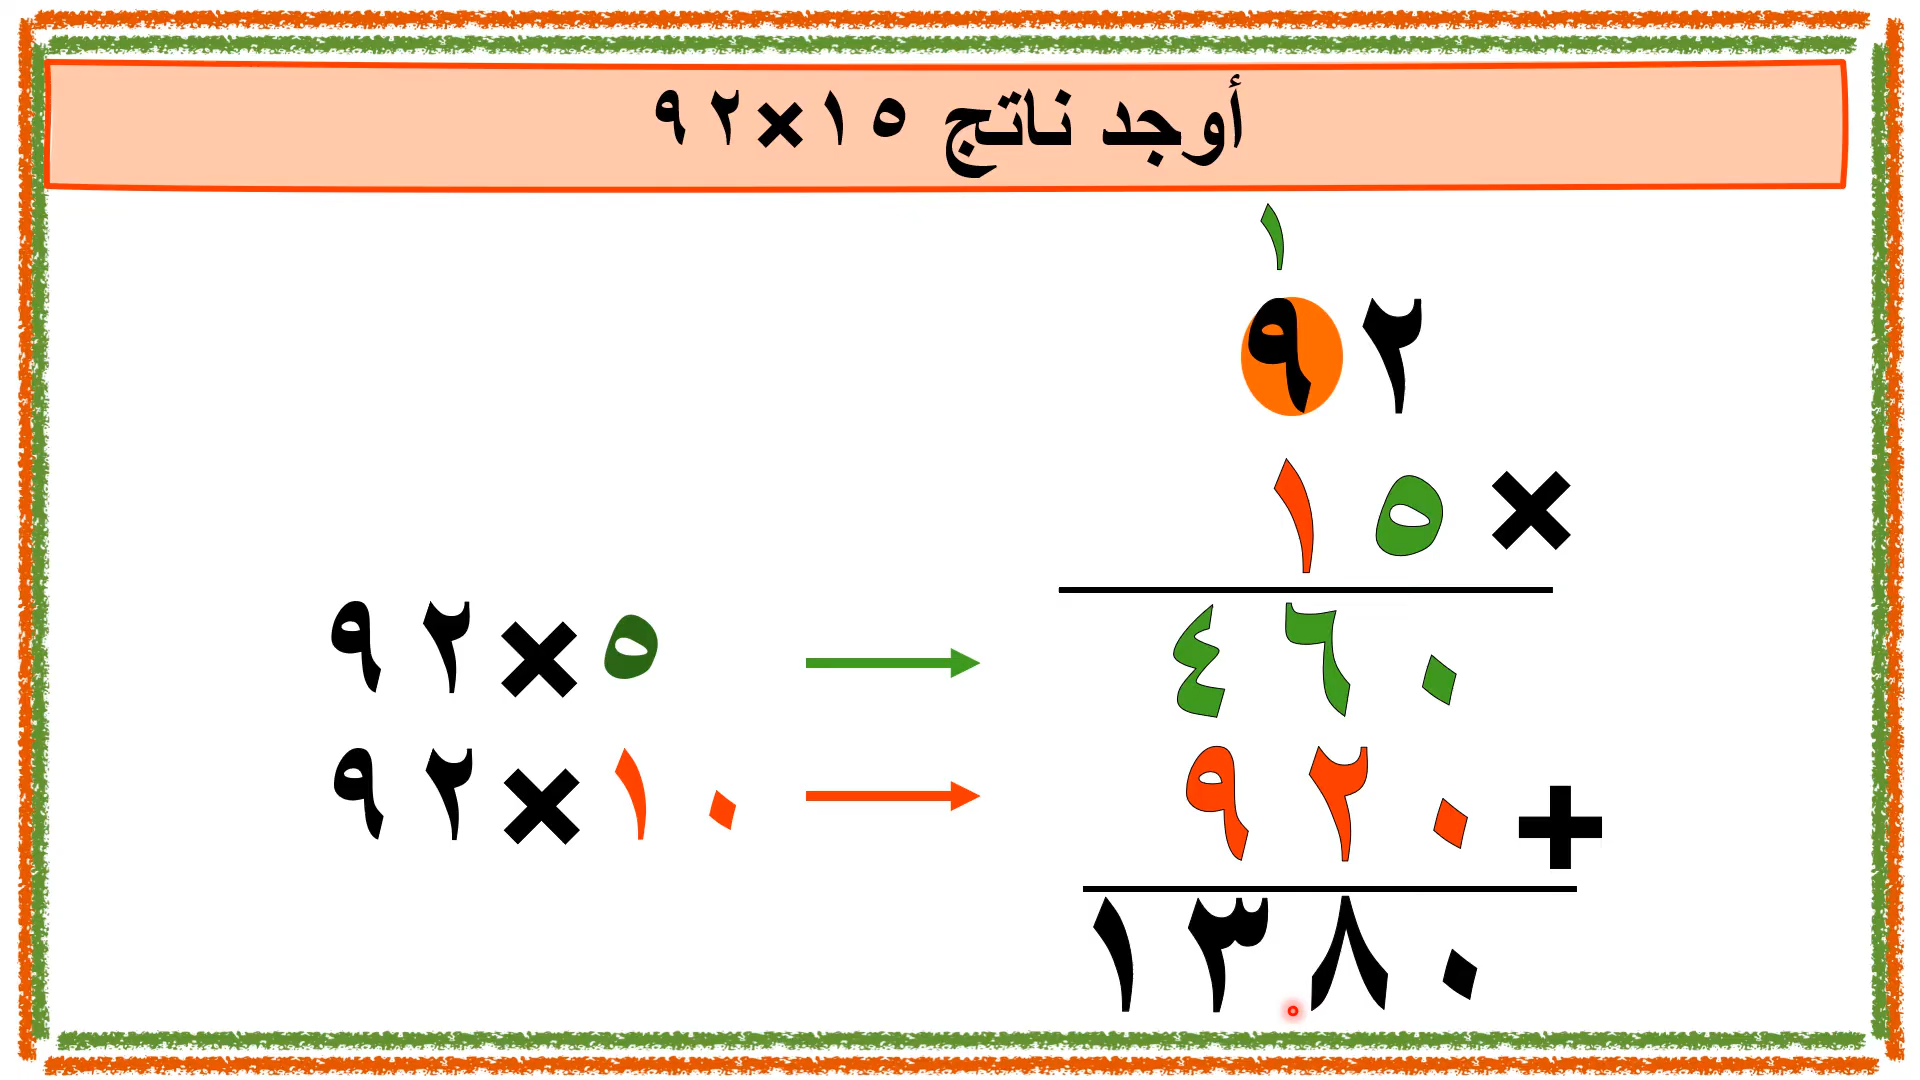 أوجد ناتج ٩٢×١٥
١
٩٢
١٥ ×
٩٢×٥ ٤٦٠
٩٢×١٠ ٩٢٠ +
١٣٨٠